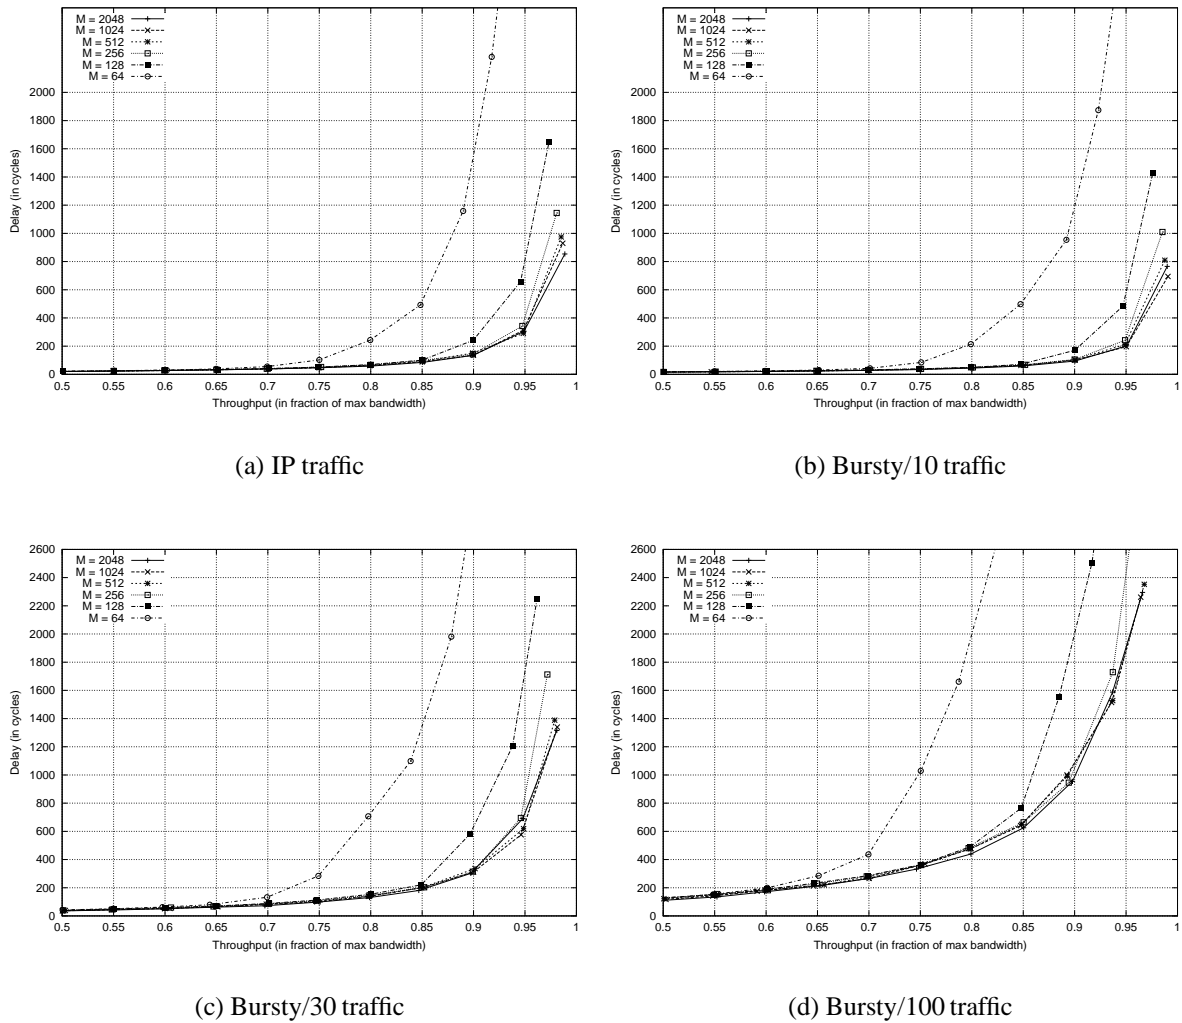 M = 2048
M = 1024
M = 512
M = 256
M = 128
M = 64
2000
1800
1600
1400
1200
1000
800
600
400
200
0
Delay (in cycles)
0.5 0.55 0.6 0.65 0.7 0.75 0.8 0.85 0.9 0.95 1
Throughput (in fraction of max bandwidth)
(a) IP traffic
M = 2048
M = 1024
M = 512
M = 256
M = 128
M = 64
2000
1800
1600
1400
1200
1000
800
600
400
200
0
Delay (in cycles)
0.5 0.55 0.6 0.65 0.7 0.75 0.8 0.85 0.9 0.95 1
Throughput (in fraction of max bandwidth)
(b) Bursty/10 traffic
M = 2048
M = 1024
M = 512
M = 256
M = 128
M = 64
2600
2400
2200
2000
1800
1600
1400
1200
1000
800
600
400
200
0
Delay (in cycles)
0.5 0.55 0.6 0.65 0.7 0.75 0.8 0.85 0.9 0.95 1
Throughput (in fraction of max bandwidth)
(c) Bursty/30 traffic
M = 2048
M = 1024
M = 512
M = 256
M = 128
M = 64
2600
2400
2200
2000
1800
1600
1400
1200
1000
800
600
400
200
0
Delay (in cycles)
0.5 0.55 0.6 0.65 0.7 0.75 0.8 0.85 0.9 0.95 1
Throughput (in fraction of max bandwidth)
(d) Bursty/100 traffic